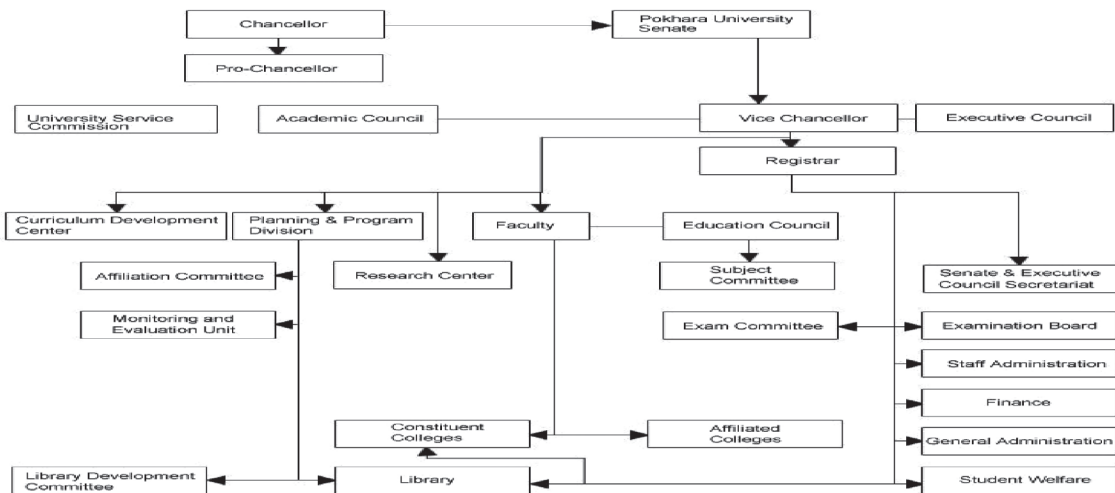 Chancellor
Pokhara University
Senate
Pro-Chancellor
University Service
Commission
Academic Council
Vice Chancellor
Executive Council
Registrar
Curriculum Development
Center
Planning & Program
Division
Faculty
Education Council
Affiliation Committee
Research Center
Subject
Committee
Senate & Executive
Council Secretariat
Monitoring and
Evaluation Unit
Exam Committee
Examination Board
Staff Administration
Finance
Constituent
Colleges
Affiliated
Colleges
General Administration
Library Development
Committee
Library
Student Welfare